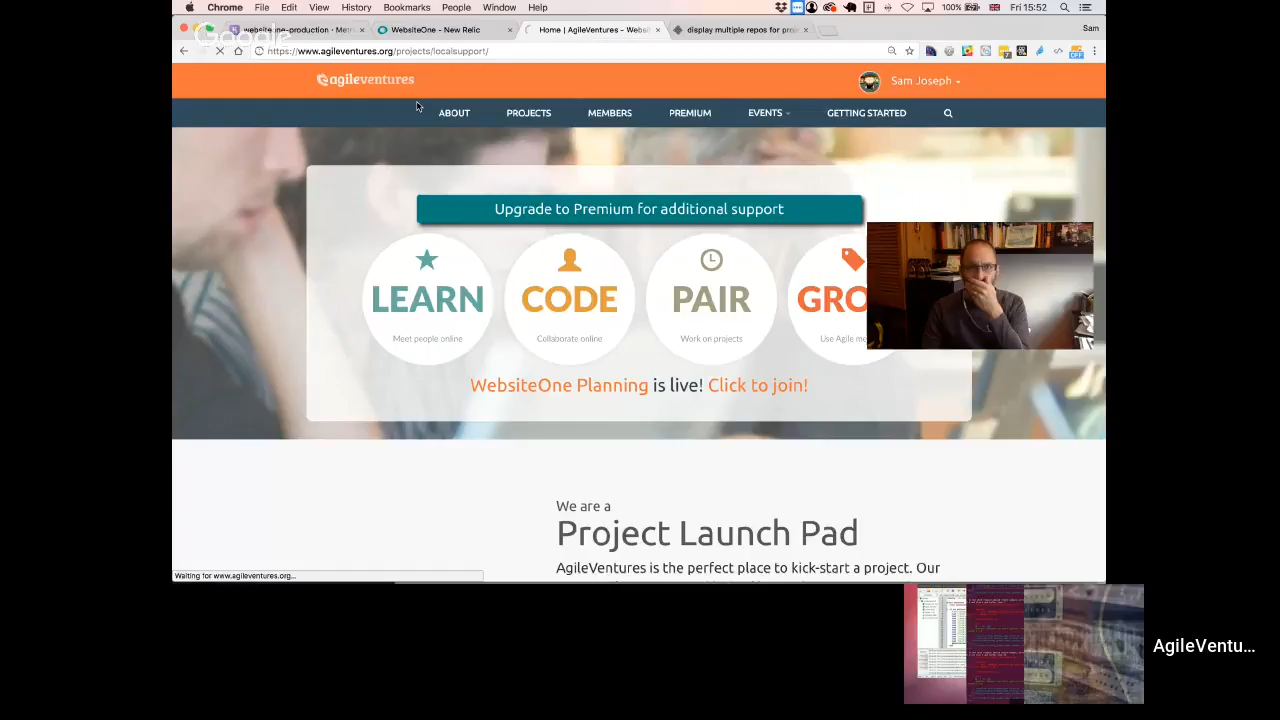 Chrome File Edit View History Bookmarks People Window Help
100% Fri 15:52
WebsiteOne - New Relic
Home | AgileVentures - Websit
display multiple repos for proje
Sam
Google
https://www.agileventures.org/projects/localsupport/
agileventures
Sam Joseph
ABOUT PROJECTS MEMBERS PREMIUM EVENTS GETTING STARTED
Upgrade to Premium for additional support
LEARN CODE PAIR GRO
Meet people online Collaborate online Work on projects Use Agile me
WebsiteOne Planning is live! Click to join!
We are a
Project Launch Pad
AgileVentures is the perfect place to kick-start a project. Our
Waiting for www.agileventures.org...
AgileVentu...